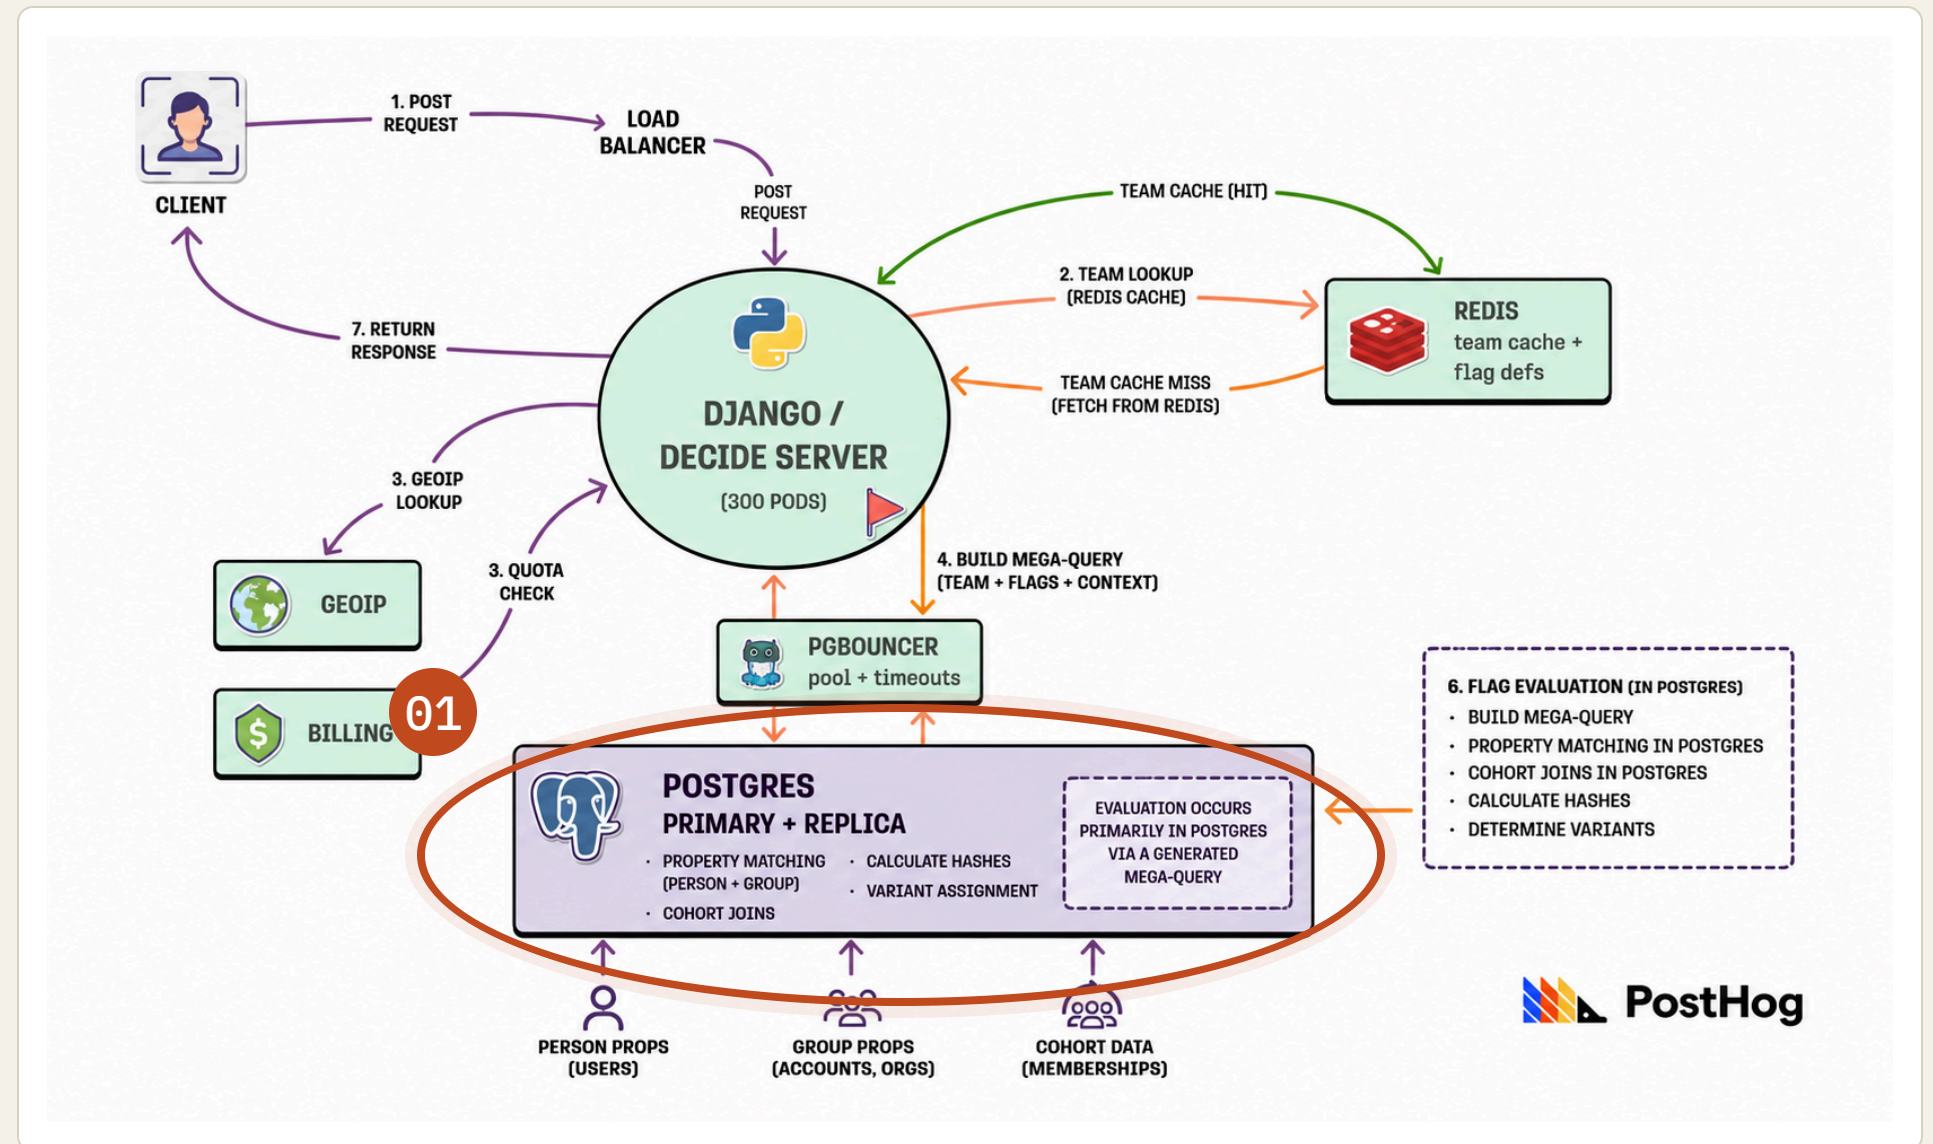 1. POST
REQUEST
LOAD
BALANCER
POST
REQUEST
CLIENT
TEAM CACHE (HIT)
2. TEAM LOOKUP
(REDIS CACHE)
REDIS
team cache +
flag defs
TEAM CACHE MISS
(FETCH FROM REDIS)
7. RETURN
RESPONSE
DJANGO /
DECIDE SERVER
(300 PODS)
3. GEOIP
LOOKUP
3. QUOTA
CHECK
GEOIP
BILLING
01
4. BUILD MEGA-QUERY
(TEAM + FLAGS + CONTEXT)
PGBOUNCER
pool + timeouts
POSTGRES
PRIMARY + REPLICA
· PROPERTY MATCHING
(PERSON + GROUP)
· COHORT JOINS
· CALCULATE HASHES
· VARIANT ASSIGNMENT
EVALUATION OCCURS
PRIMARILY IN POSTGRES
VIA A GENERATED
MEGA-QUERY
6. FLAG EVALUATION (IN POSTGRES)
· BUILD MEGA-QUERY
· PROPERTY MATCHING IN POSTGRES
· COHORT JOINS IN POSTGRES
· CALCULATE HASHES
· DETERMINE VARIANTS
PERSON PROPS
(USERS)
GROUP PROPS
(ACCOUNTS, ORGS)
COHORT DATA
(MEMBERSHIPS)
PostHog